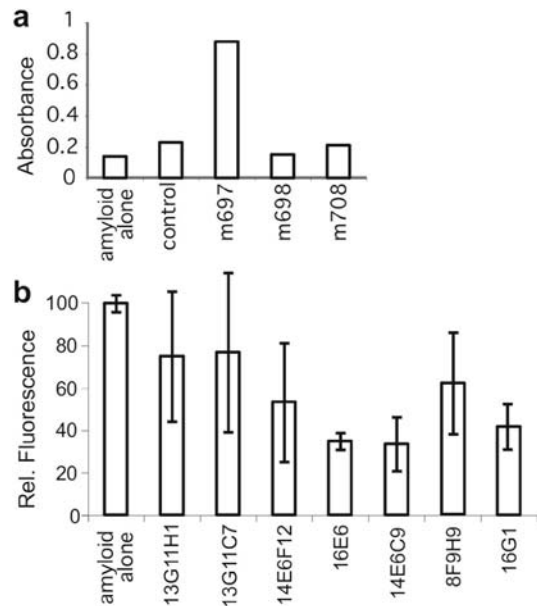 a
Absorbance
1
0.8
0.6
0.4
0.2
0
amyloid
alone
control
m697
m698
m708
b
Rel. Fluorescence
100
80
60
40
20
0
amyloid
alone
13G11H1
13G11C7
14E6F12
16E6
14E6C9
8F9H9
16G1